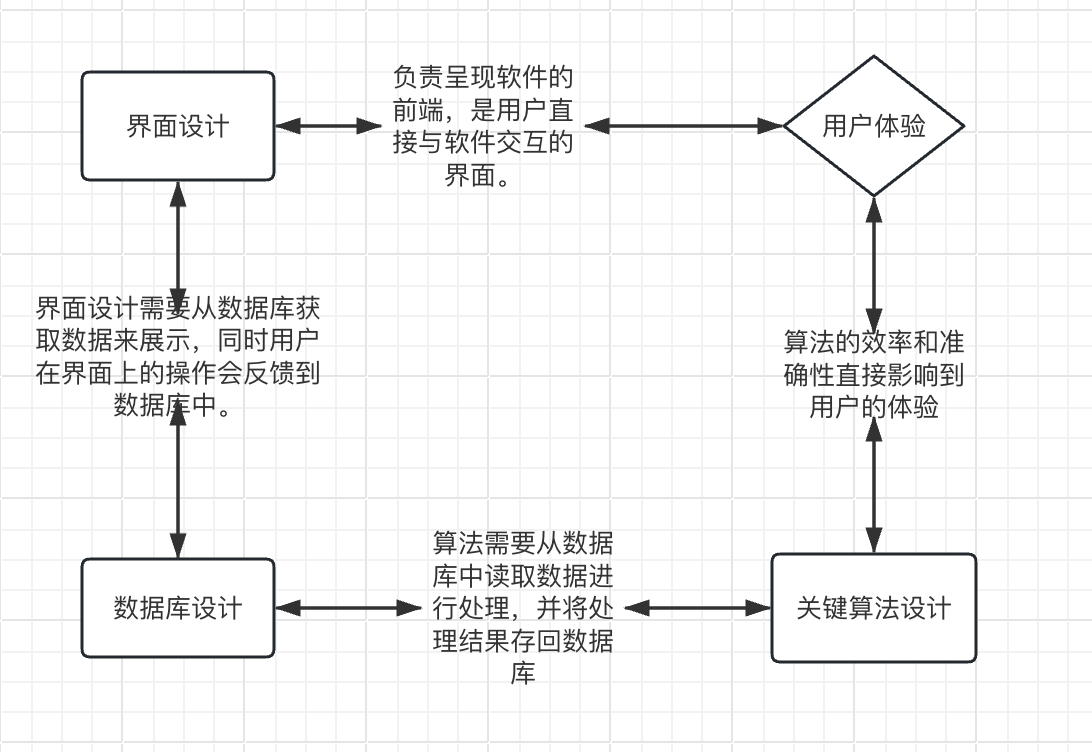 界面设计
负责呈现软件的
前端，是用户直
接与软件交互的
界面。
用户体验
界面设计需要从数据库获
取数据来展示，同时用户
在界面上的操作会反馈到
数据库中。
算法的效率和准
确性直接影响到
用户的体验
数据库设计
算法需要从数据
库中读取数据进
行处理，并将处
理结果存回数据
库
关键算法设计